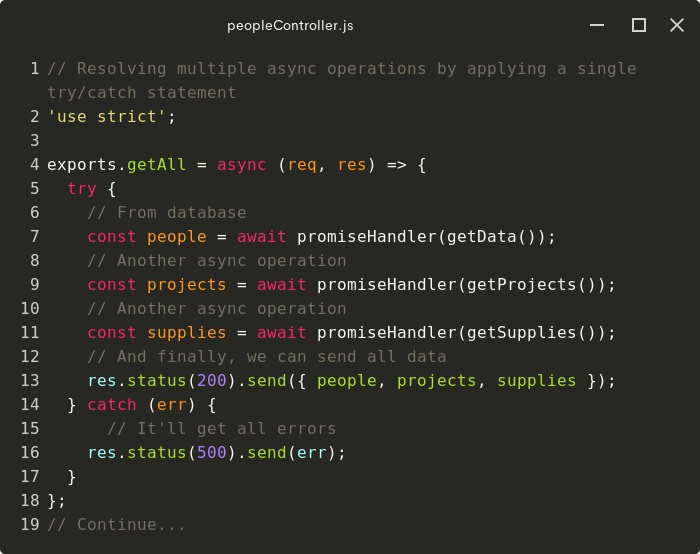 peopleController.js
1 // Resolving multiple async operations by applying a single
try/catch statement
2 'use strict';
3
4 exports.getAll = async (req, res) => {
5   try {
6     // From database
7     const people = await promiseHandler(getData());
8     // Another async operation
9     const projects = await promiseHandler(getProjects());
10     // Another async operation
11     const supplies = await promiseHandler(getSupplies());
12     // And finally, we can send all data
13     res.status(200).send({ people, projects, supplies });
14   } catch (err) {
15       // It'll get all errors
16     res.status(500).send(err);
17   }
18 };
19 // Continue...